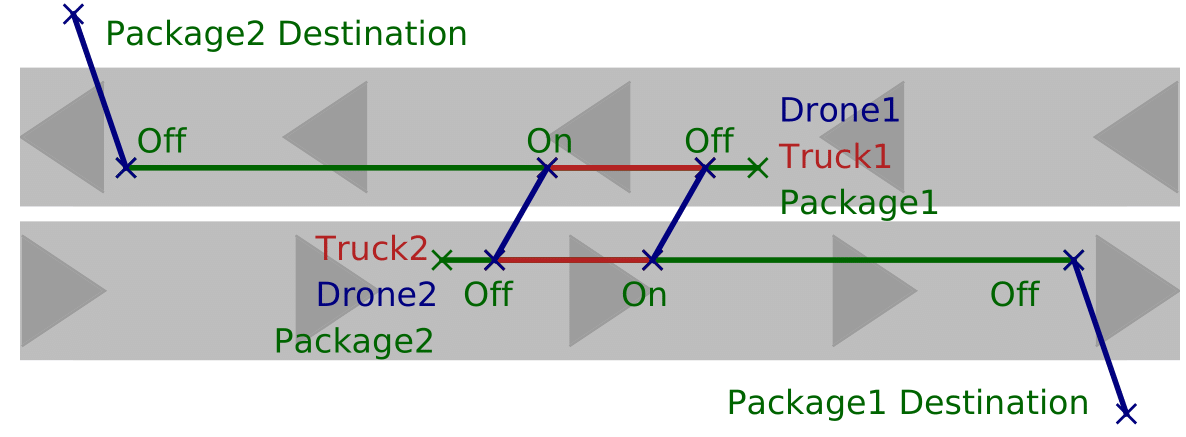 Package2 Destination
Drone1
Off
On
Off
Truck1
Package1
Truck2
Drone2
Off
On
Off
Package2
Package1 Destination